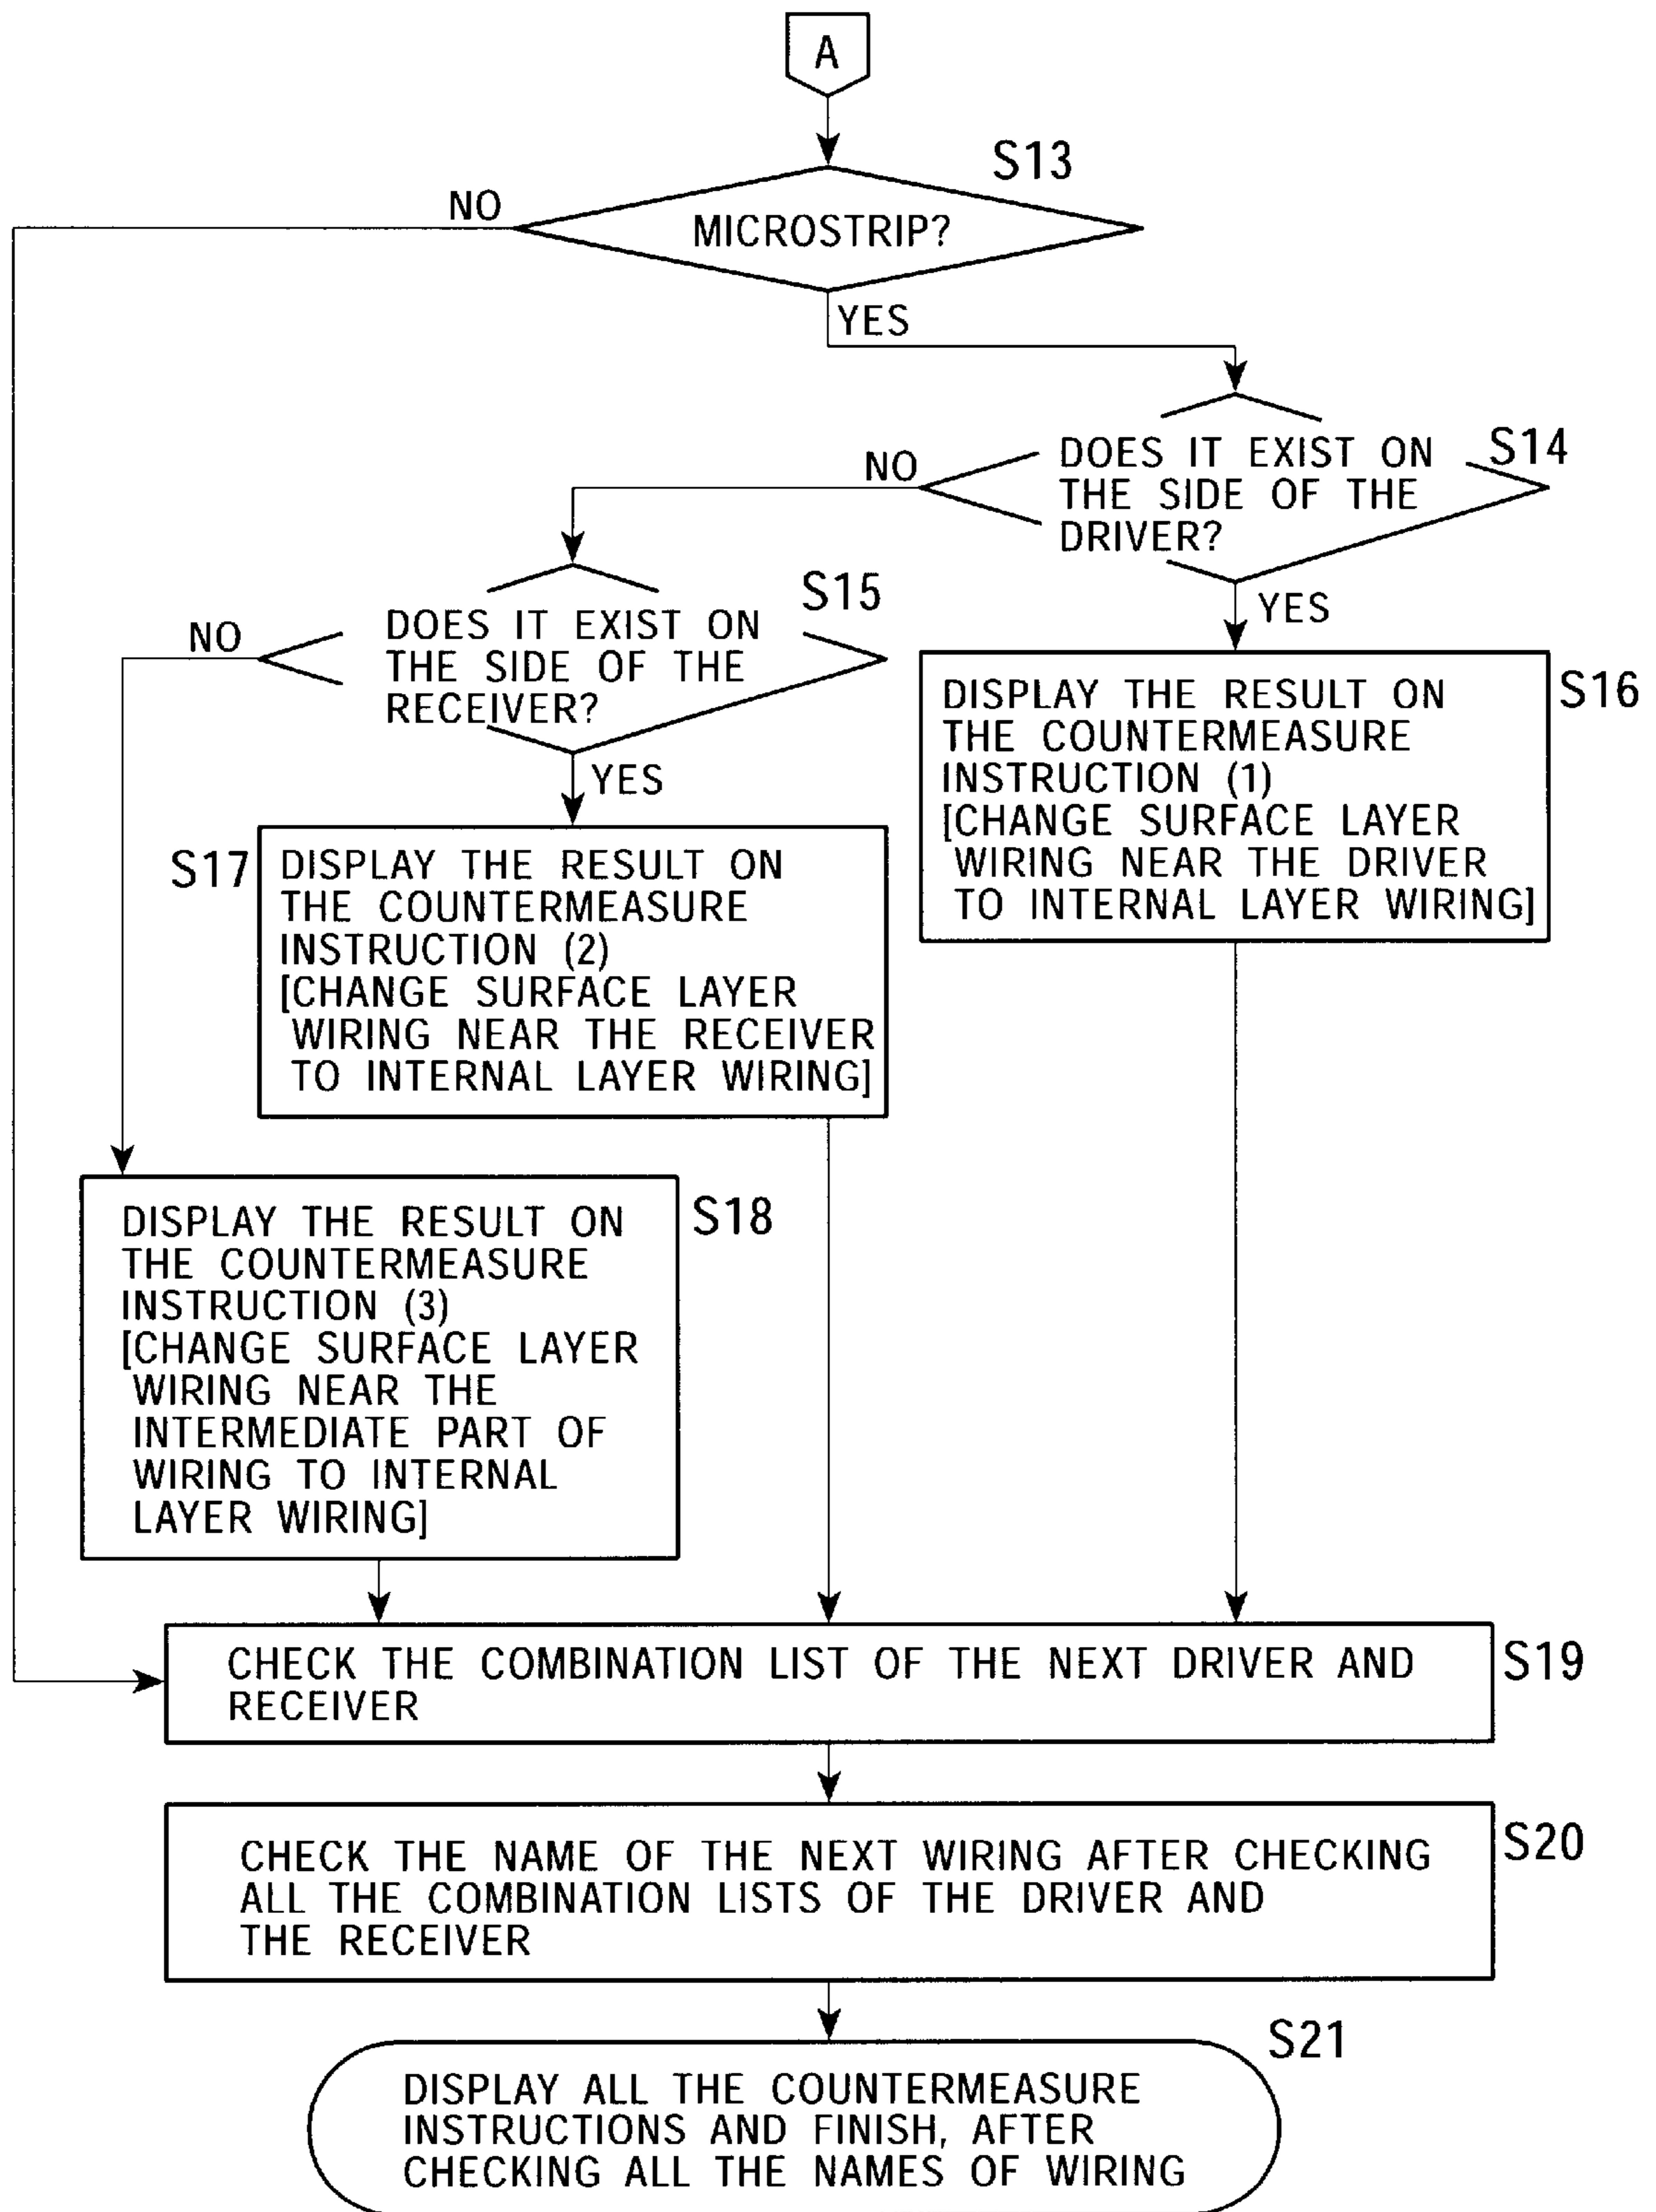 A
S13
NO
MICROSTRIP?
YES
S14
NO
DOES IT EXIST ON
THE SIDE OF THE
DRIVER?
YES
S15
NO
DOES IT EXIST ON
THE SIDE OF THE
RECEIVER?
YES
S16
DISPLAY THE RESULT ON
THE COUNTERMEASURE
INSTRUCTION (1)
[CHANGE SURFACE LAYER
WIRING NEAR THE DRIVER
TO INTERNAL LAYER WIRING]
S17
DISPLAY THE RESULT ON
THE COUNTERMEASURE
INSTRUCTION (2)
[CHANGE SURFACE LAYER
WIRING NEAR THE RECEIVER
TO INTERNAL LAYER WIRING]
S18
DISPLAY THE RESULT ON
THE COUNTERMEASURE
INSTRUCTION (3)
[CHANGE SURFACE LAYER
WIRING NEAR THE
INTERMEDIATE PART OF
WIRING TO INTERNAL
LAYER WIRING]
CHECK THE COMBINATION LIST OF THE NEXT DRIVER AND
RECEIVER
S19
CHECK THE NAME OF THE NEXT WIRING AFTER CHECKING
ALL THE COMBINATION LISTS OF THE DRIVER AND
THE RECEIVER
S20
S21
DISPLAY ALL THE COUNTERMEASURE
INSTRUCTIONS AND FINISH, AFTER
CHECKING ALL THE NAMES OF WIRING